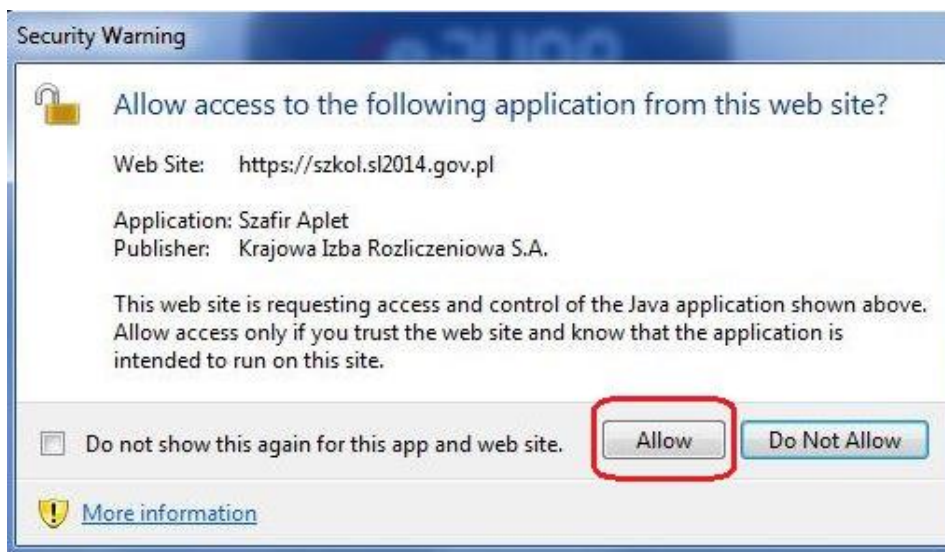 Security Warning
Allow access to the following application from this web site?
Web Site: https://szkol.sl2014.gov.pl
Application: Szafir Aplet
Publisher: Krajowa Izba Rozliczeniowa S.A.
This web site is requesting access and control of the Java application shown above.
Allow access only if you trust the web site and know that the application is
intended to run on this site.
Do not show this again for this app and web site. Allow Do Not Allow
More information